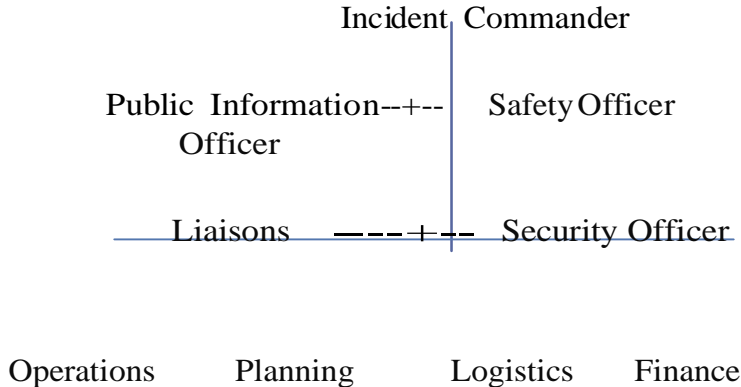 Incident Commander
Public Information--+-- Safety Officer
Officer
Liaisons ----+-- Security Officer
Operations Planning Logistics Finance